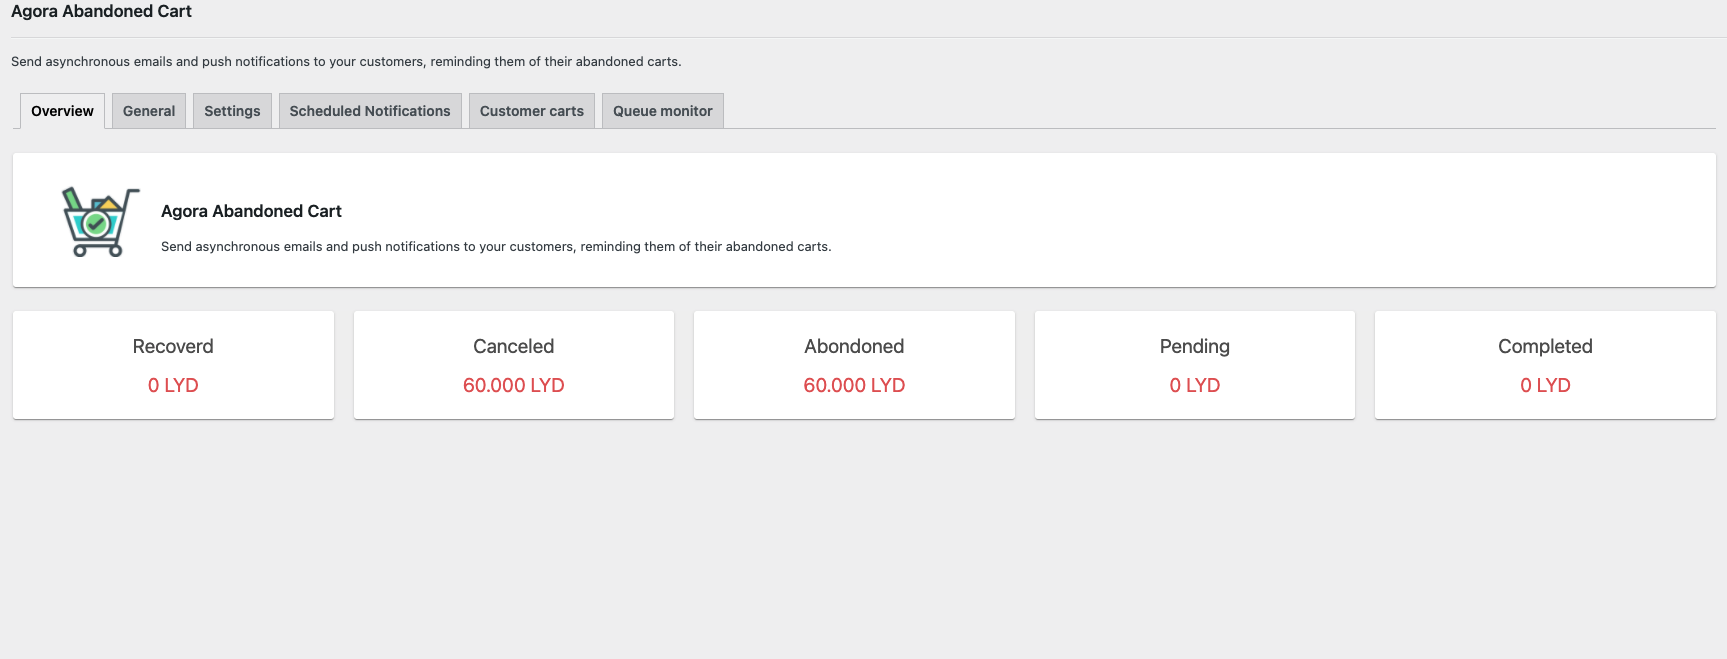 Agora Abandoned Cart
Send asynchronous emails and push notifications to your customers, reminding them of their abandoned carts.
Overview
General
Settings
Scheduled Notifications
Customer carts
Queue monitor
Agora Abandoned Cart
Send asynchronous emails and push notifications to your customers, reminding them of their abandoned carts.
Recoverd
0 LYD
Canceled
60.000 LYD
Abondoned
60.000 LYD
Pending
0 LYD
Completed
0 LYD